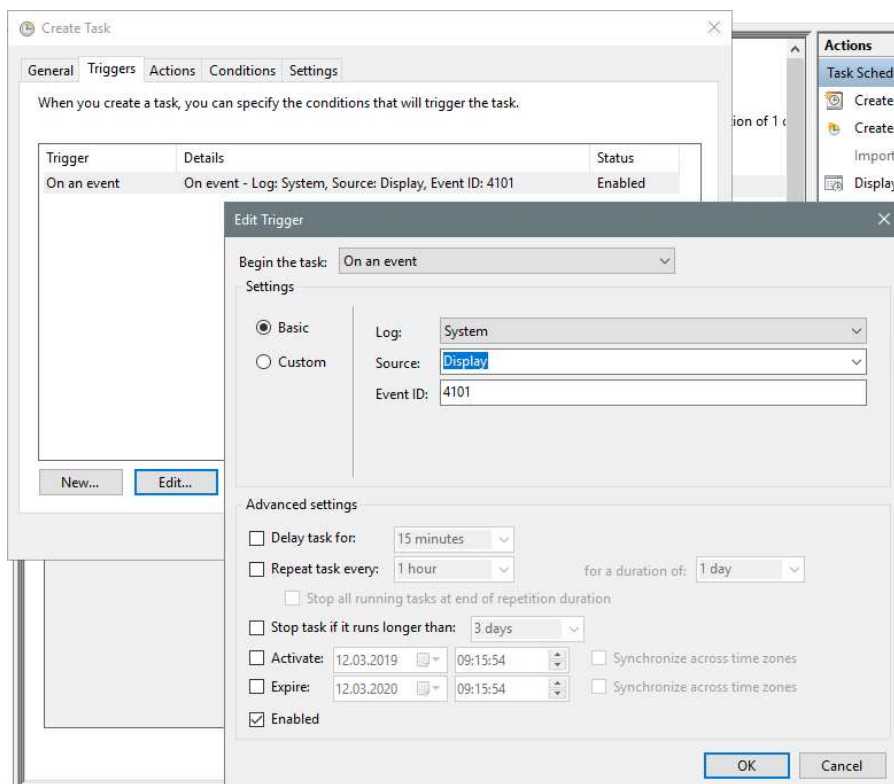 Create Task
General Triggers Actions Conditions Settings
When you create a task, you can specify the conditions that will trigger the task.
Trigger Details Status
On an event On event - Log: System, Source: Display, Event ID: 4101 Enabled
New... Edit...
ion of 1
Actions
Task Sched
Create
Create
Import
Display
Edit Trigger
Begin the task: On an event
Settings
Basic
Custom
Log: System
Source: Display
Event ID: 4101
Advanced settings
Delay task for: 15 minutes
Repeat task every: 1 hour for a duration of: 1 day
Stop all running tasks at end of repetition duration
Stop task if it runs longer than: 3 days
Activate: 12.03.2019 09:15:54 Synchronize across time zones
Expire: 12.03.2020 09:15:54 Synchronize across time zones
Enabled
OK Cancel